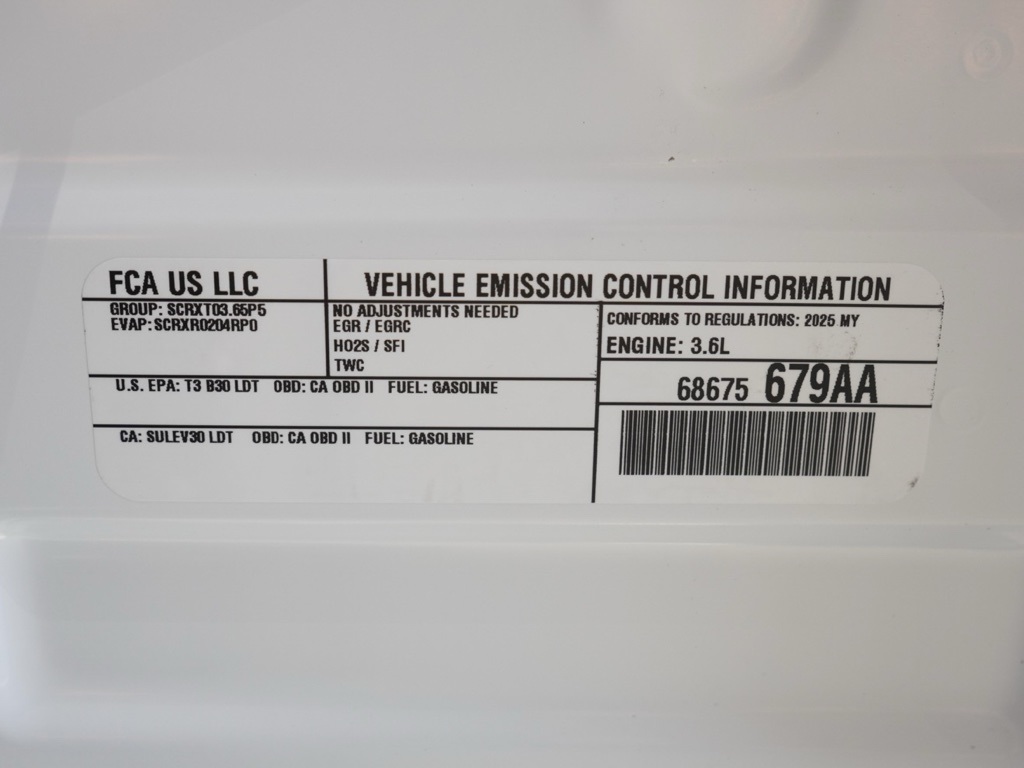 FCA US LLC
VEHICLE EMISSION CONTROL INFORMATION
GROUP: SCRXT03.65P5
EVAP: SCRXR0204RP0
NO ADJUSTMENTS NEEDED
EGR / EGRC
HO2S / SFI
TWC
CONFORMS TO REGULATIONS: 2025 MY
ENGINE: 3.6L
U.S. EPA: T3 B30 LDT OBD: CA OBD II FUEL: GASOLINE
68675 679AA
CA: SULEV30 LDT OBD: CA OBD II FUEL: GASOLINE